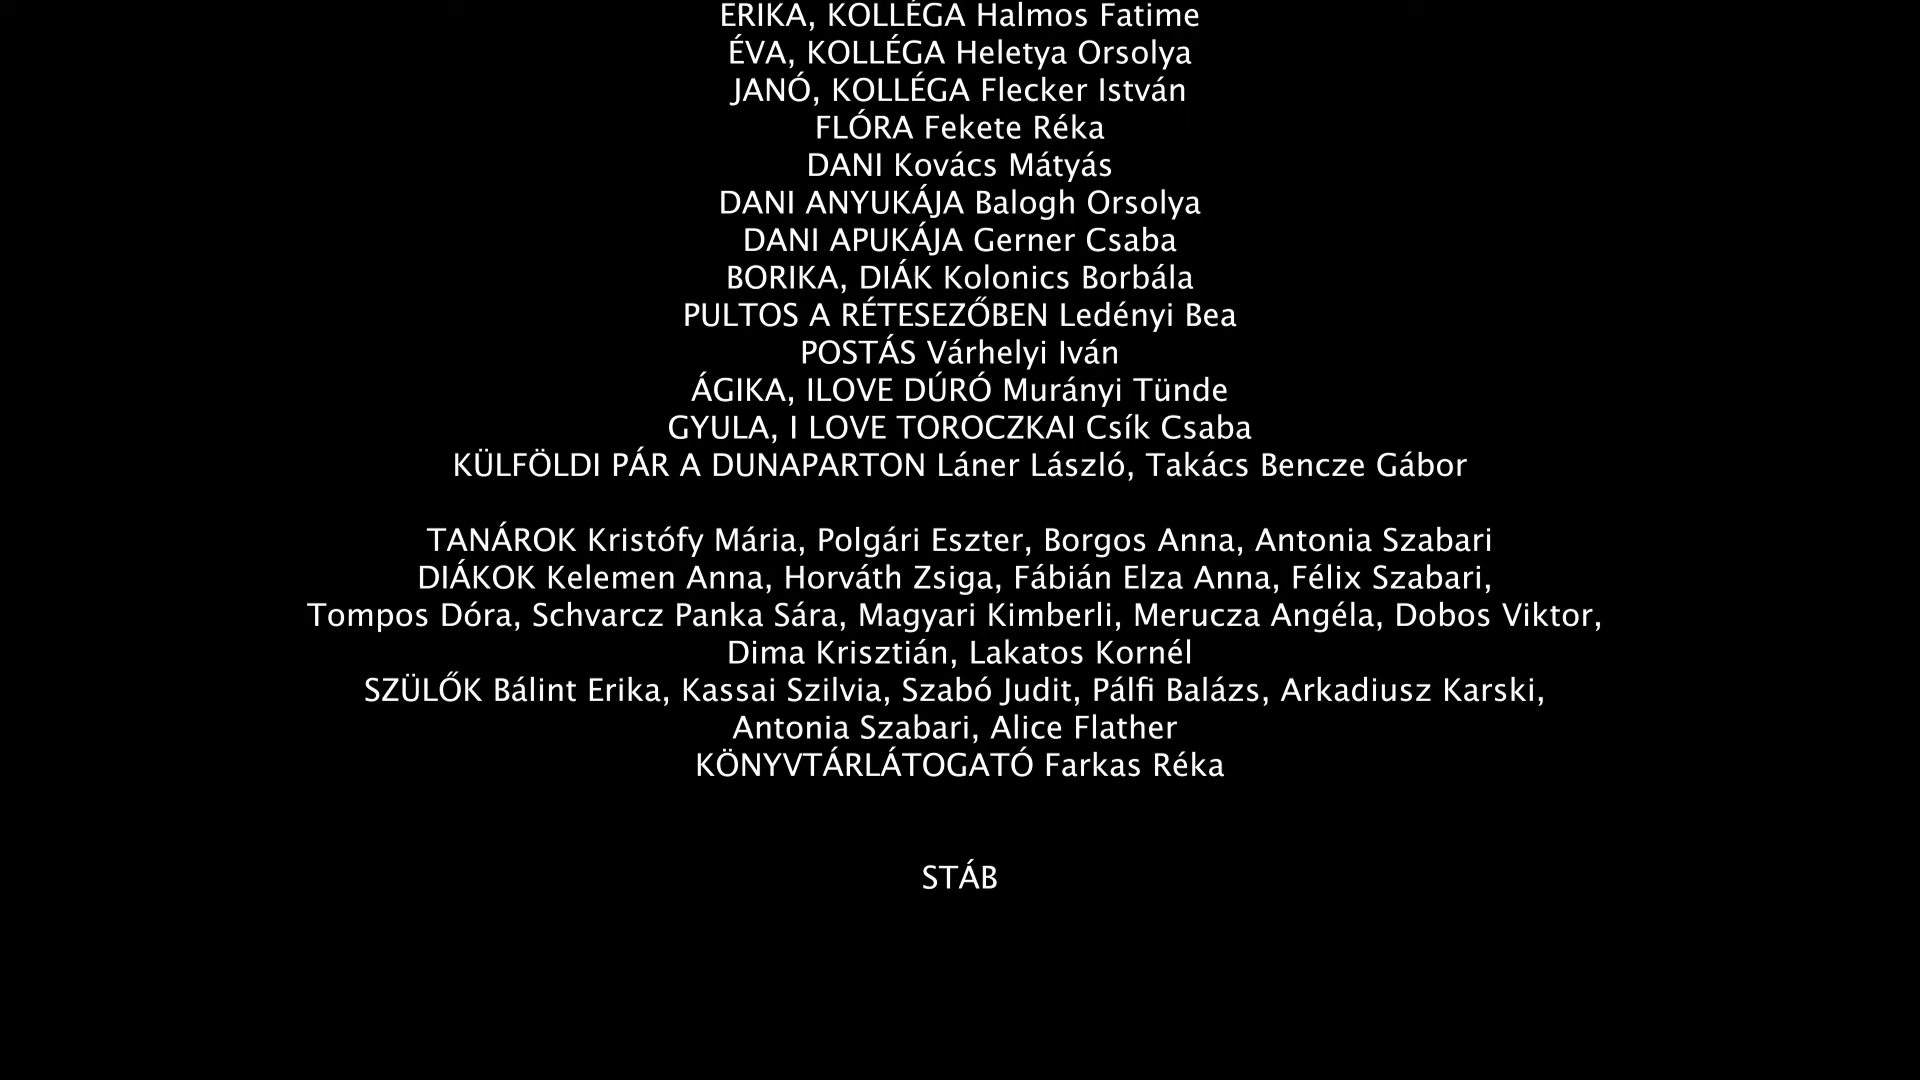 ERIKA, KOLLÉGA Halmos Fatime
ÉVA, KOLLÉGA Heletya Orsolya
JANÓ, KOLLÉGA Flecker István
FLÓRA Fekete Réka
DANI Kovács Mátyás
DANI ANYUKÁJA Balogh Orsolya
DANI APUKÁJA Gerner Csaba
BORIKA, DIÁK Kolonics Borbála
PULTOS A RÉTESEZŐBEN Ledényi Bea
POSTÁS Várhelyi Iván
ÁGIKA, ILOVE DÚRÓ Murányi Tünde
GYULA, I LOVE TOROCZKAI Csík Csaba
KÜLFÖLDI PÁR A DUNAPARTON Láner László, Takács Bencze Gábor
TANÁROK Kristófy Mária, Polgári Eszter, Borgos Anna, Antonia Szabari
DIÁKOK Kelemen Anna, Horváth Zsiga, Fábián Elza Anna, Félix Szabari,
Tompos Dóra, Schvarcz Panka Sára, Magyari Kimberli, Merucza Angéla, Dobos Viktor,
Dima Krisztián, Lakatos Kornél
SZÜLŐK Bálint Erika, Kassai Szilvia, Szabó Judit, Pálfi Balázs, Arkadiusz Karski,
Antonia Szabari, Alice Flather
KÖNYVTÁRLÁTOGATÓ Farkas Réka
STÁB